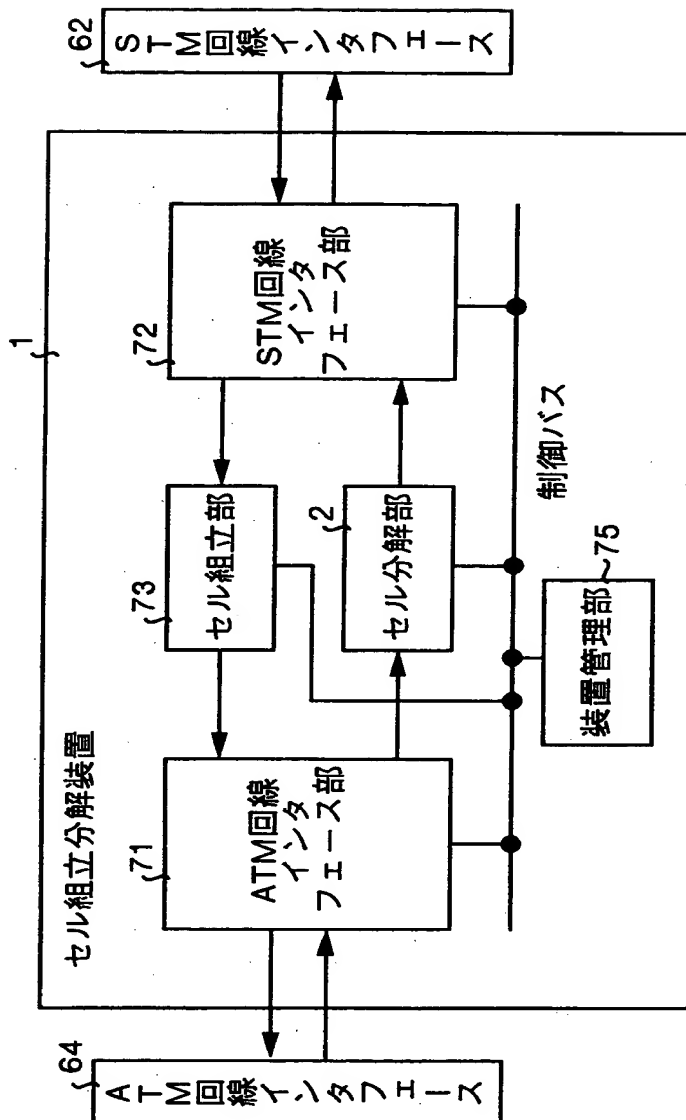 セル組立分解装置
1
64
ATM回線インタフェース
71
ATM回線
インタ
フェース部
73
セル組立部
2
セル分解部
72
STM回線
インタ
フェース部
62
STM回線インタフェース
制御バス
装置管理部
75